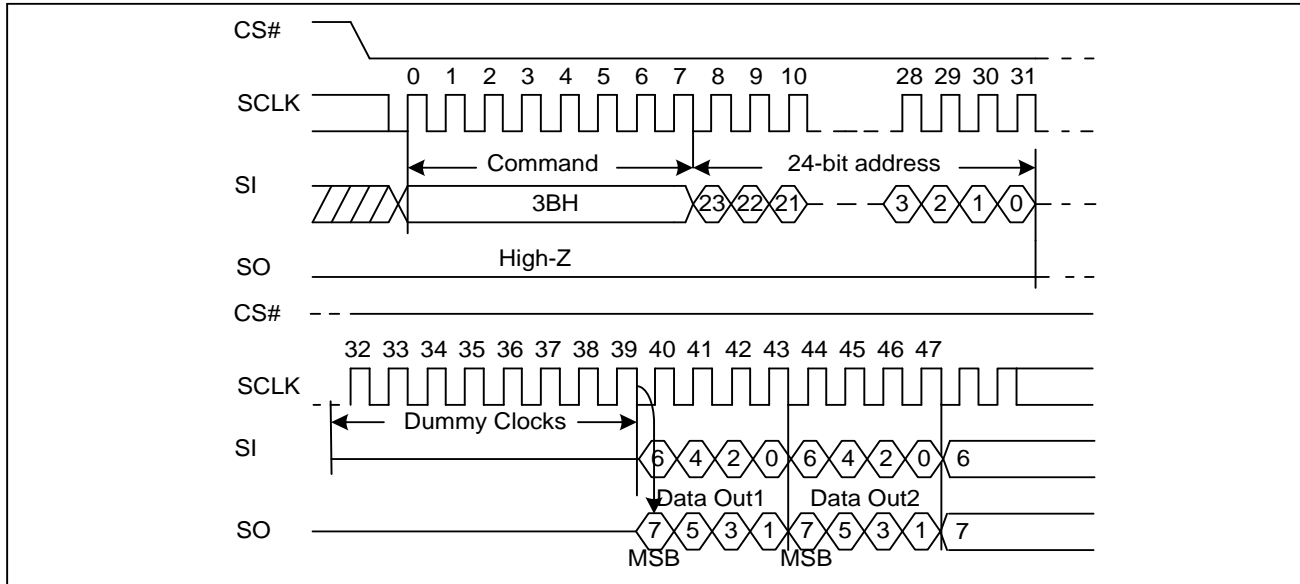 CS#
0 1 2 3 4 5 6 7 8 9 10 28 29 30 31
SCLK
Command 24-bit address
SI
3BH 23 22 21 3 2 1 0
High-Z
SO
CS#
32 33 34 35 36 37 38 39 40 41 42 43 44 45 46 47
SCLK
Dummy Clocks
SI
6 4 2 0 6 4 2 0 6
Data Out1 Data Out2
SO
7 5 3 1 7 5 3 1 7
MSB MSB